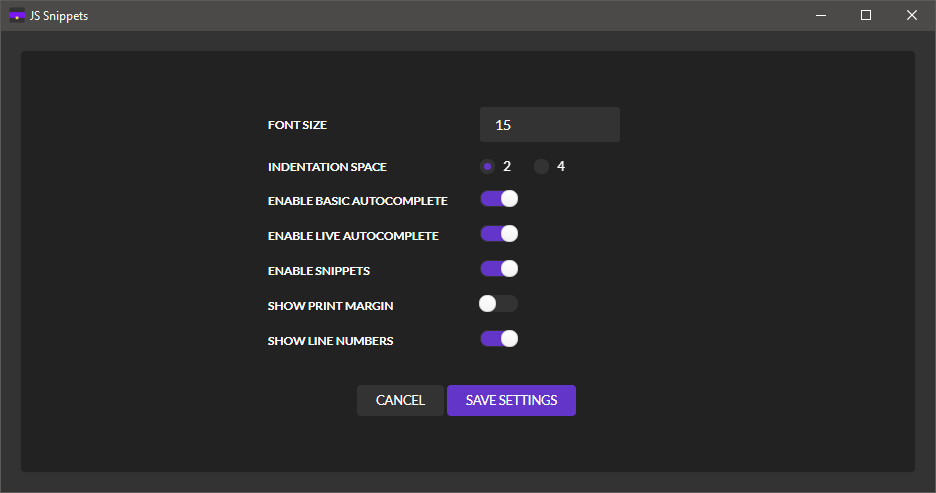 JS Snippets
FONT SIZE 15
INDENTATION SPACE 2 4
ENABLE BASIC AUTOCOMPLETE
ENABLE LIVE AUTOCOMPLETE
ENABLE SNIPPETS
SHOW PRINT MARGIN
SHOW LINE NUMBERS
CANCEL SAVE SETTINGS